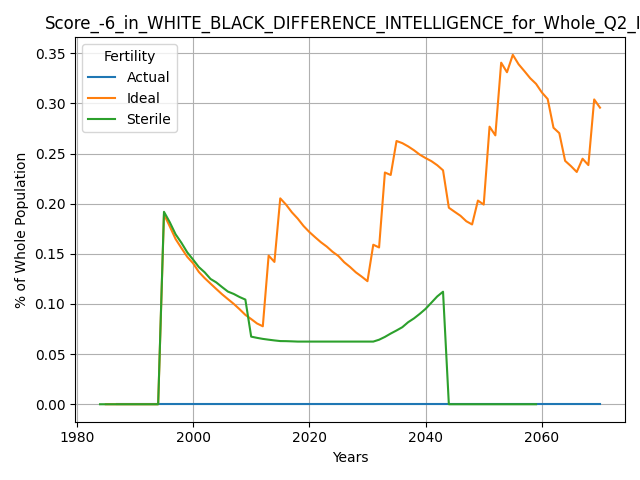 Score_-6_in_WHITE_BLACK_DIFFERENCE_INTELLIGENCE_for_Whole_Q2_
Fertility
Actual
Ideal
Sterile
% of Whole Population
0.35
0.30
0.25
0.20
0.15
0.10
0.05
0.00
1980
2000
2020
2040
2060
Years